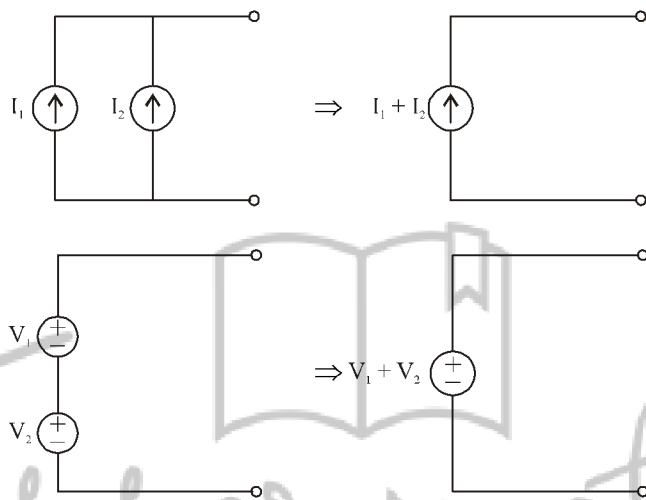 I₁ I₂ ⇒ I₁ + I₂
V₁ + −
⇒ V₁ + V₂ + −
V₂ + −